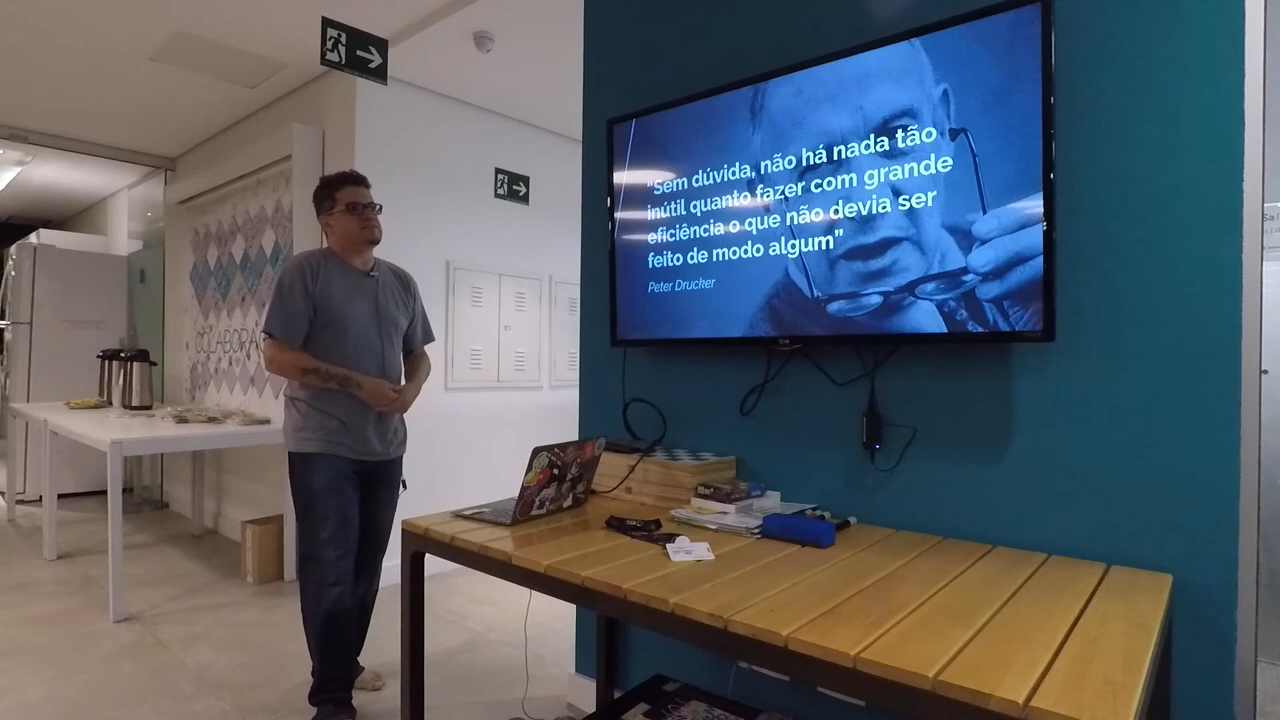 “Sem dúvida, não há nada tão
inútil quanto fazer com grande
eficiência o que não devia ser
feito de modo algum”
Peter Drucker
COLABORA